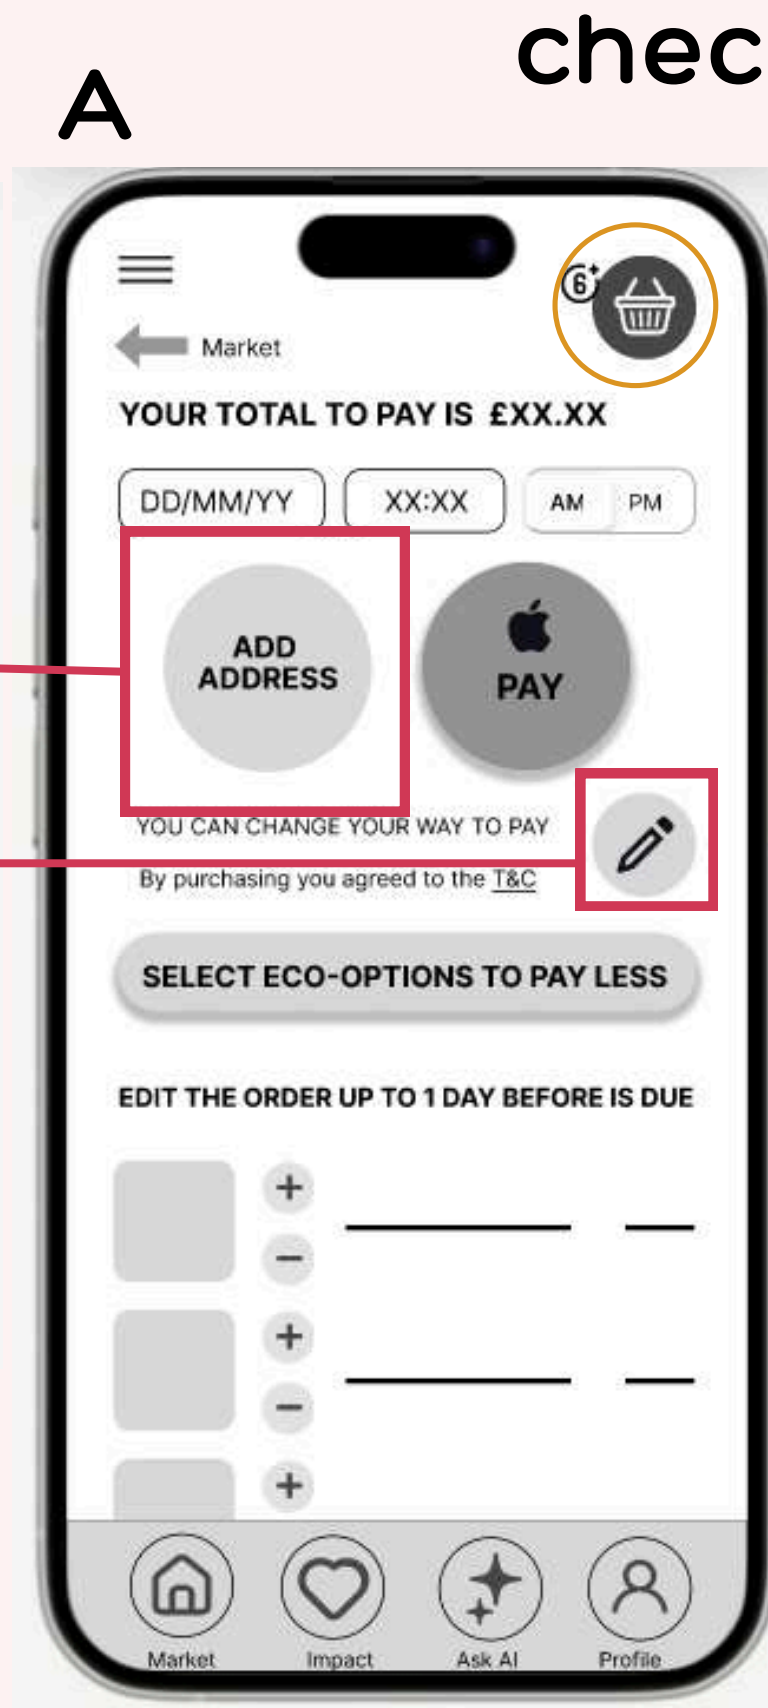 chec
A
6+
Market
YOUR TOTAL TO PAY IS £XX.XX
DD/MM/YY XX:XX AM PM
ADD
ADDRESS
PAY
YOU CAN CHANGE YOUR WAY TO PAY
By purchasing you agreed to the T&C
SELECT ECO-OPTIONS TO PAY LESS
EDIT THE ORDER UP TO 1 DAY BEFORE IS DUE
+
−
+
−
+
Market Impact Ask AI Profile